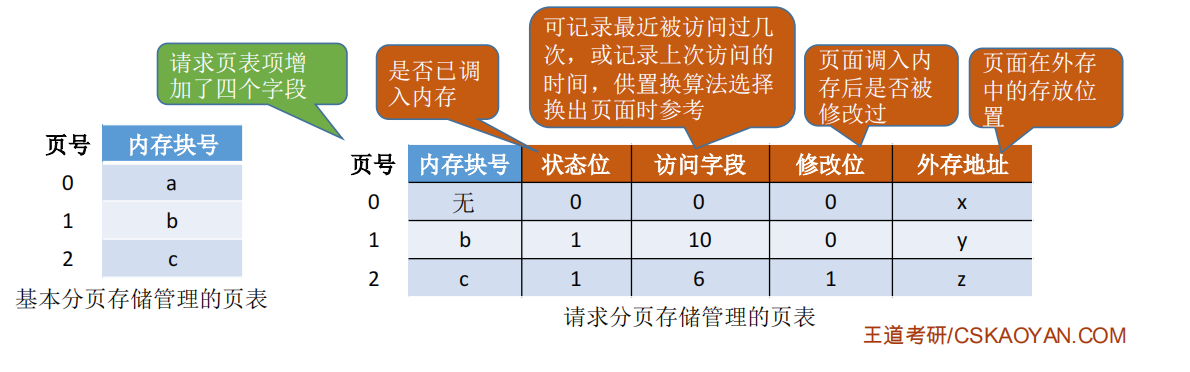 可记录最近被访问过几
次，或记录上次访问的
时间，供置换算法选择
换出页面时参考
请求页表项增
加了四个字段
是否已调
入内存
页面调入内
存后是否被
修改过
页面在外存
中的存放位
置
页号 内存块号
0 a
1 b
2 c
基本分页存储管理的页表
页号 内存块号 状态位 访问字段 修改位 外存地址
0 无 0 0 0 x
1 b 1 10 0 y
2 c 1 6 1 z
请求分页存储管理的页表
王道考研/CSKAOYAN.COM